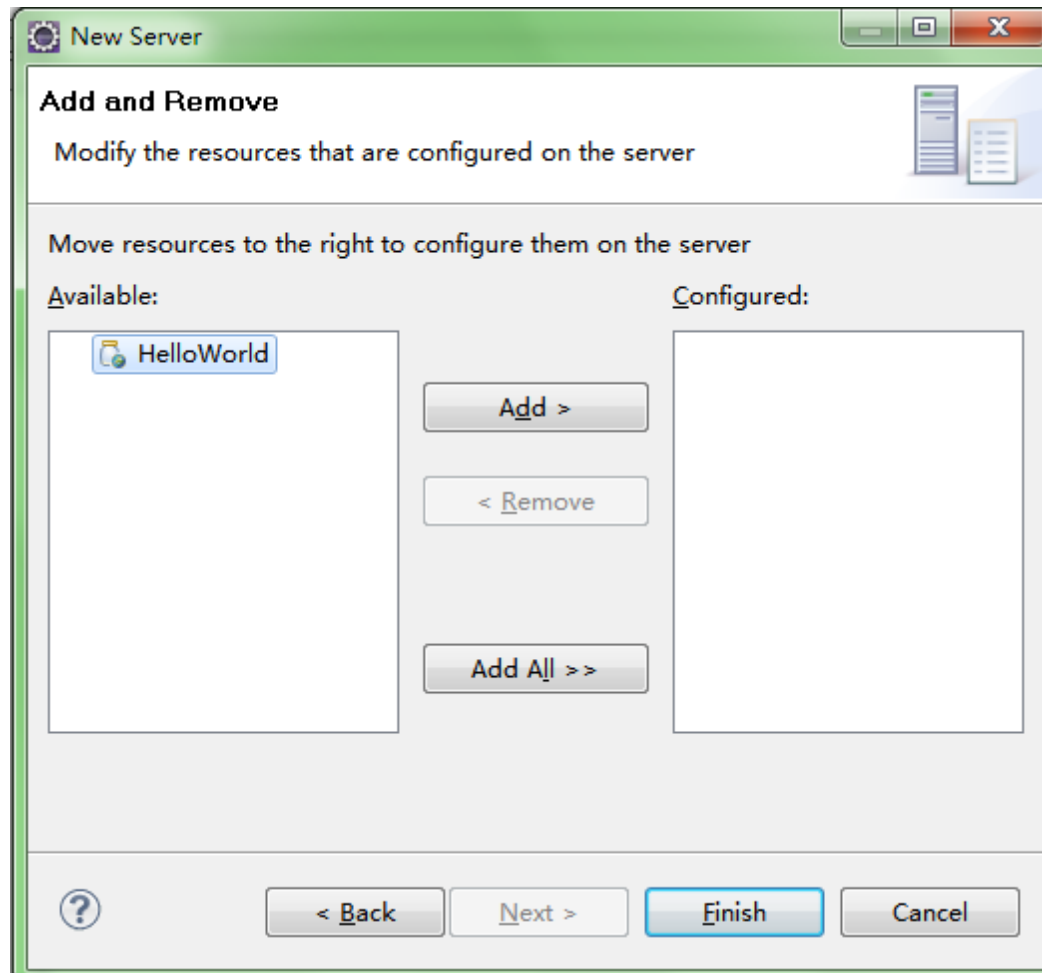 New Server
Add and Remove
Modify the resources that are configured on the server
Move resources to the right to configure them on the server
Available:
Configured:
HelloWorld
Add >
< Remove
Add All >>
?
< Back
Next >
Finish
Cancel